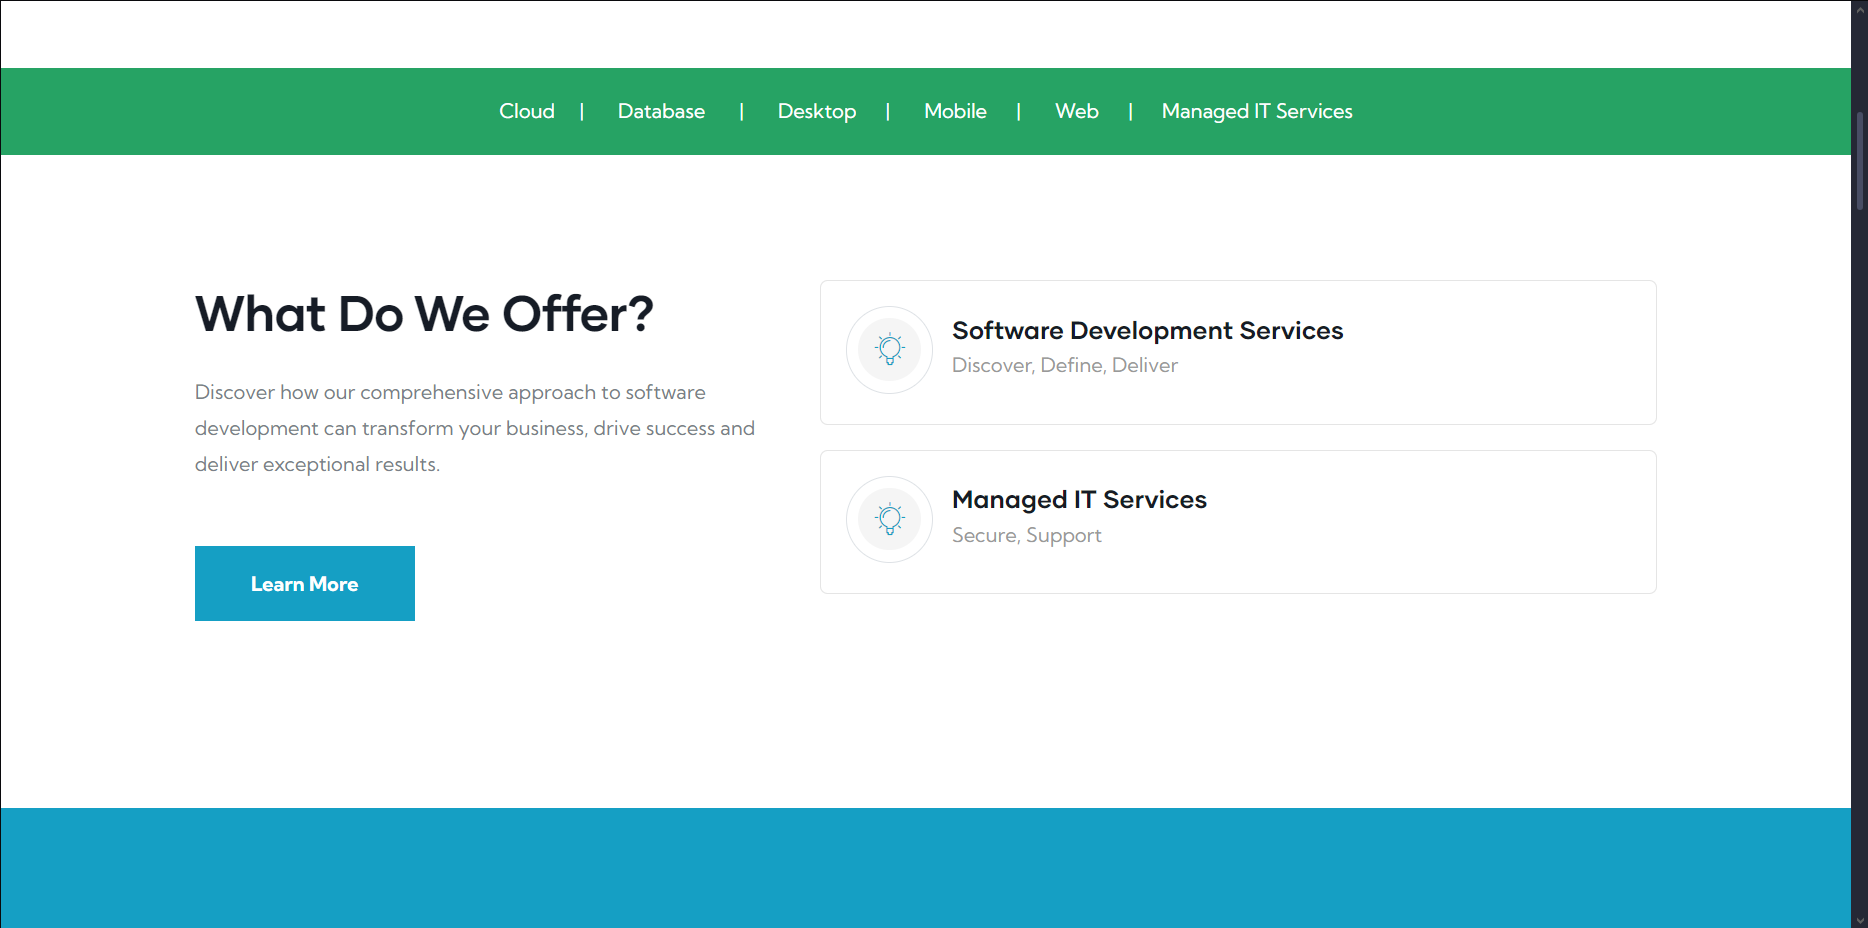 Cloud | Database | Desktop | Mobile | Web | Managed IT Services
What Do We Offer?
Discover how our comprehensive approach to software
development can transform your business, drive success and
deliver exceptional results.
Learn More
Software Development Services
Discover, Define, Deliver
Managed IT Services
Secure, Support